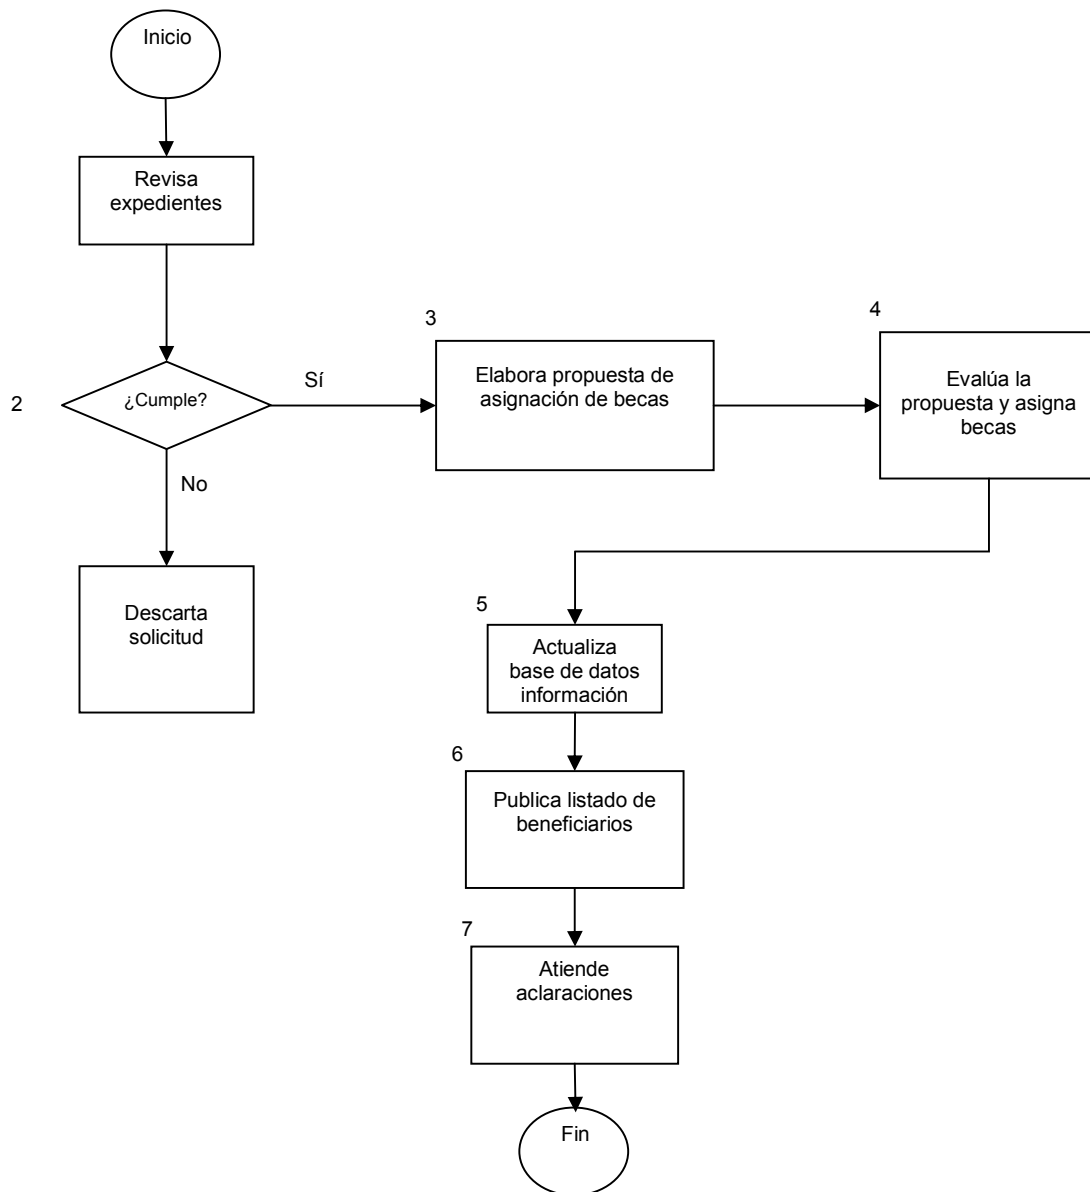 Inicio
Revisa
expedientes
2
¿Cumple?
Sí
No
Descarta
solicitud
3
Elabora propuesta de
asignación de becas
4
Evalúa la
propuesta y asigna
becas
5
Actualiza
base de datos
información
6
Publica listado de
beneficiarios
7
Atiende
aclaraciones
Fin